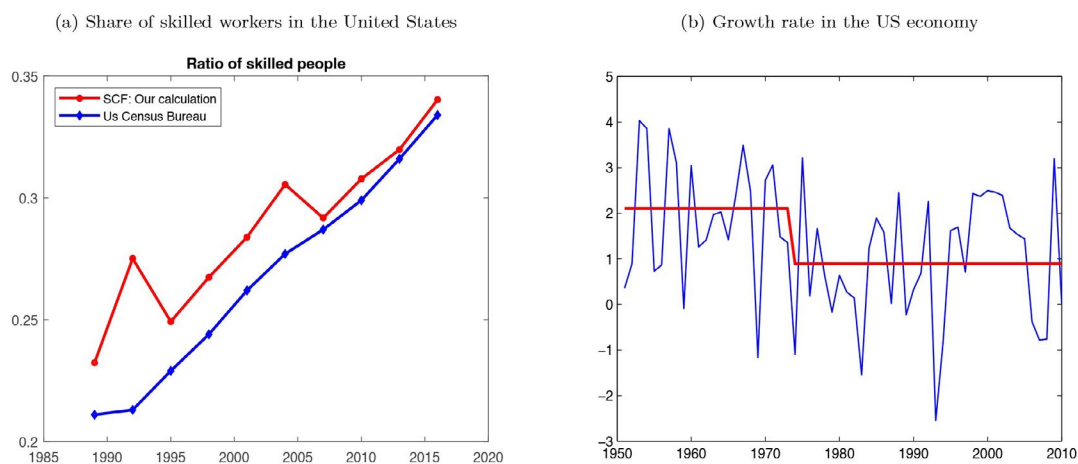 (a) Share of skilled workers in the United States
Ratio of skilled people
0.35
0.3
0.25
0.2
SCF: Our calculation
Us Census Bureau
1985 1990 1995 2000 2005 2010 2015 2020
(b) Growth rate in the US economy
5
4
3
2
1
0
−1
−2
−3
1950 1960 1970 1980 1990 2000 2010